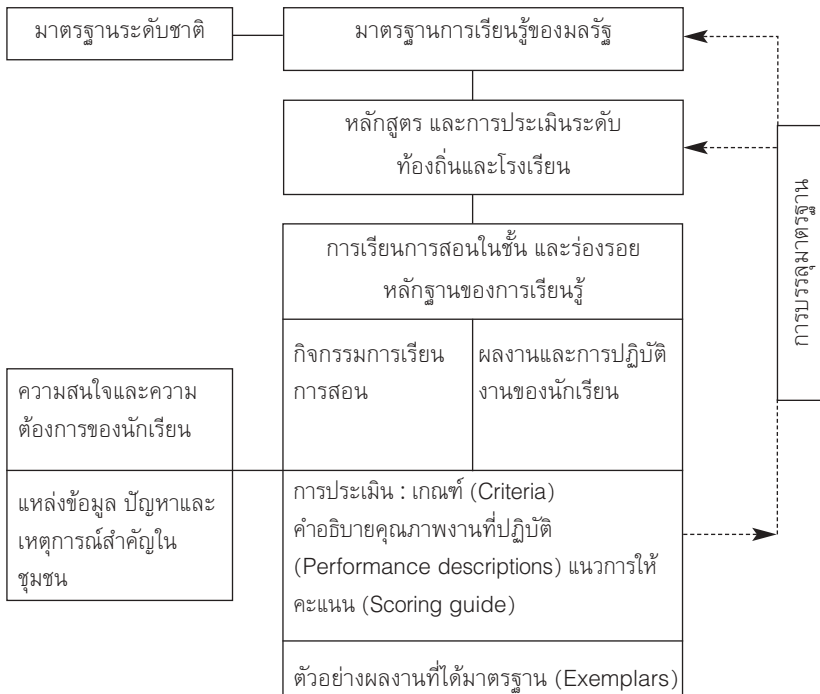 มาตรฐานระดับชาติ
มาตรฐานการเรียนรู้ของมลรัฐ
หลักสูตร และการประเมินระดับ
ท้องถิ่นและโรงเรียน
การบรรลุมาตรฐาน
การเรียนการสอนในชั้น และร่องรอย
หลักฐานของการเรียนรู้
กิจกรรมการเรียน
การสอน
ผลงานและการปฏิบัติ
งานของนักเรียน
ความสนใจและความ
ต้องการของนักเรียน
แหล่งข้อมูล ปัญหาและ
เหตุการณ์สำคัญใน
ชุมชน
การประเมิน : เกณฑ์ (Criteria)
คำอธิบายคุณภาพงานที่ปฏิบัติ
(Performance descriptions) แนวการให้
คะแนน (Scoring guide)
ตัวอย่างผลงานที่ได้มาตรฐาน (Exemplars)